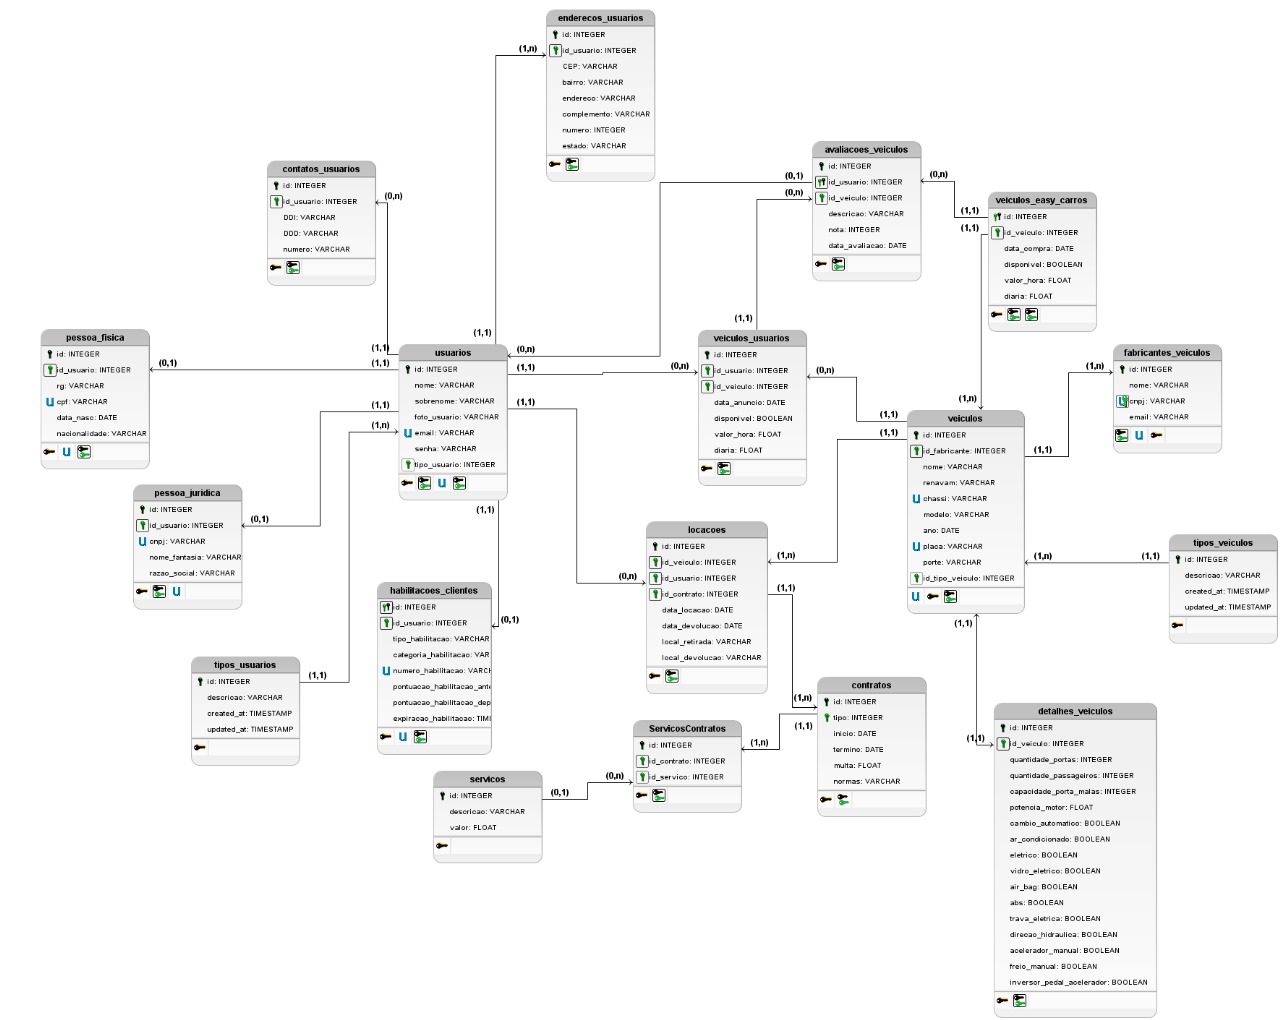 enderecos_usuarios
id: INTEGER
id_usuario: INTEGER
CEP: VARCHAR
bairro: VARCHAR
endereco: VARCHAR
complemento: VARCHAR
numero: INTEGER
estado: VARCHAR
(1,n)
contatos_usuarios
id: INTEGER
id_usuario: INTEGER
DDI: VARCHAR
DDD: VARCHAR
numero: VARCHAR
(0,n)
avaliacoes_veiculos
id: INTEGER
id_usuario: INTEGER
id_veiculo: INTEGER
descricao: VARCHAR
nota: INTEGER
data_avaliacao: DATE
(0,1)
(0,n)
(0,n)
veiculos_easy_carros
id: INTEGER
id_veiculo: INTEGER
data_compra: DATE
disponivel: BOOLEAN
valor_hora: FLOAT
diaria: FLOAT
(1,1)
(1,1)
pessoa_fisica
id: INTEGER
id_usuario: INTEGER
rg: VARCHAR
cpf: VARCHAR
data_nasc: DATE
nacionalidade: VARCHAR
(0,1)
usuarios
id: INTEGER
nome: VARCHAR
sobrenome: VARCHAR
foto_usuario: VARCHAR
email: VARCHAR
senha: VARCHAR
tipo_usuario: INTEGER
(1,1)
(1,1)
(1,1)
(1,1)
(1,n)
(0,n)
(1,1)
(1,1)
(1,1)
veiculos_usuarios
id: INTEGER
id_usuario: INTEGER
id_veiculo: INTEGER
data_anuncio: DATE
disponivel: BOOLEAN
valor_hora: FLOAT
diaria: FLOAT
(1,1)
(0,n)
(0,n)
fabricantes_veiculos
id: INTEGER
nome: VARCHAR
cnpj: VARCHAR
email: VARCHAR
(1,n)
veiculos
id: INTEGER
id_fabricante: INTEGER
nome: VARCHAR
renavam: VARCHAR
chassi: VARCHAR
modelo: VARCHAR
ano: DATE
placa: VARCHAR
porte: VARCHAR
id_tipo_veiculo: INTEGER
(1,n)
(1,1)
(1,1)
(1,1)
(1,n)
(1,1)
pessoa_juridica
id: INTEGER
id_usuario: INTEGER
cnpj: VARCHAR
nome_fantasia: VARCHAR
razao_social: VARCHAR
(0,1)
locacoes
id: INTEGER
id_veiculo: INTEGER
id_usuario: INTEGER
id_contrato: INTEGER
data_locacao: DATE
data_devolucao: DATE
local_retirada: VARCHAR
local_devolucao: VARCHAR
(0,n)
(1,n)
(1,1)
tipos_veiculos
id: INTEGER
descricao: VARCHAR
created_at: TIMESTAMP
updated_at: TIMESTAMP
(1,1)
habilitacoes_clientes
id: INTEGER
id_usuario: INTEGER
tipo_habilitacao: VARCHAR
categoria_habilitacao: VAR
numero_habilitacao: VARCH
pontuacao_habilitacao_ante
pontuacao_habilitacao_dep
expiracao_habilitacao: TIMI
(0,1)
tipos_usuarios
id: INTEGER
descricao: VARCHAR
created_at: TIMESTAMP
updated_at: TIMESTAMP
(1,1)
contratos
id: INTEGER
tipo: INTEGER
inicio: DATE
termino: DATE
multa: FLOAT
normas: VARCHAR
(1,n)
(1,1)
ServicosContratos
id: INTEGER
id_contrato: INTEGER
id_servico: INTEGER
(1,n)
(0,n)
servicos
id: INTEGER
descricao: VARCHAR
valor: FLOAT
(0,1)
detalhes_veiculos
id: INTEGER
id_veiculo: INTEGER
quantidade_portas: INTEGER
quantidade_passageiros: INTEGER
capacidade_porta_malas: INTEGER
potencia_motor: FLOAT
cambio_automatico: BOOLEAN
ar_condicionado: BOOLEAN
eletrico: BOOLEAN
vidro_eletrico: BOOLEAN
air_bag: BOOLEAN
abs: BOOLEAN
trava_eletrica: BOOLEAN
direcao_hidraulica: BOOLEAN
acelerador_manual: BOOLEAN
freio_manual: BOOLEAN
inversor_pedal_acelerador: BOOLEAN
(1,1)